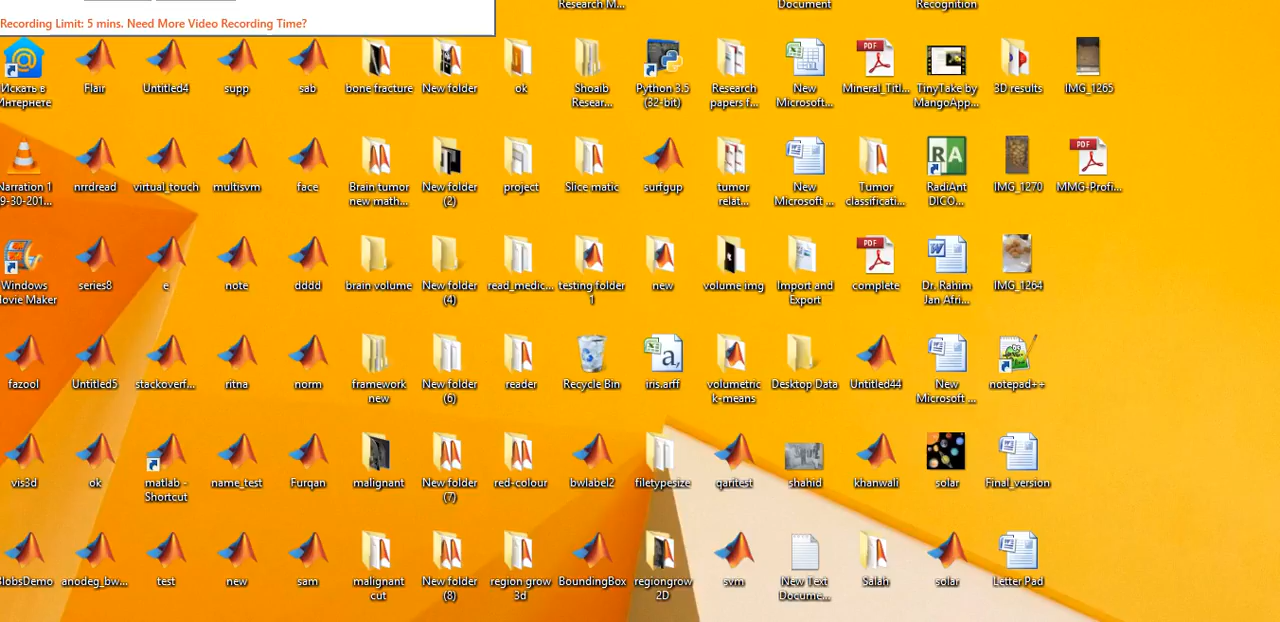 Research M...
Document
Recognition
Recording Limit: 5 mins. Need More Video Recording Time?
Искать в
Интернете
Flair
Untitled4
supp
sab
bone fracture
New folder
ok
Shoaib
Resear...
Python 3.5
(32-bit)
Research
papers f...
New
Microsoft...
PDF
Mineral_Titl...
TinyTake by
MangoApp...
3D results
IMG_1265
Narration 1
9-30-201...
nrrdread
virtual_touch
multisvm
face
Brain tumor
new math...
New folder
(2)
project
Slice matic
surfgup
tumor
relat...
New
Microsoft ...
Tumor
classificati...
RA
RadiAnt
DICO...
IMG_1270
PDF
MMG-Profi...
Windows
Movie Maker
series8
e
note
dddd
brain volume
New folder
(4)
read_medic...
testing folder
1
new
volume img
Import and
Export
PDF
complete
Dr. Rahim
Jan Afri...
IMG_1264
fazool
Untitled5
stackoverf...
ritna
norm
framework
new
New folder
(6)
reader
Recycle Bin
a,
iris.arff
volumetric
k-means
Desktop Data
Untitled44
New
Microsoft ...
notepad++
vis3d
ok
matlab -
Shortcut
name_test
Furqan
malignant
New folder
(7)
red-colour
bwlabel2
filetypesize
qaritest
shahid
khanwali
solar
Final_version
BlobsDemo
anodeg_bw...
test
new
sam
malignant
cut
New folder
(8)
region grow
3d
BoundingBox
regiongrow
2D
svm
New Text
Docume...
Salah
solar
Letter Pad